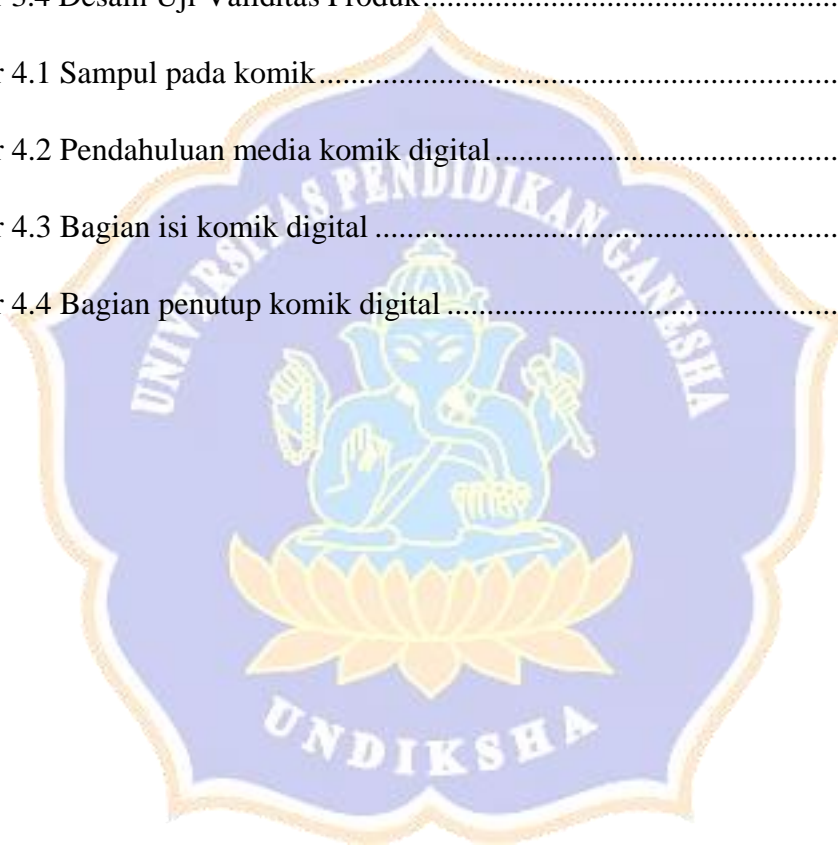 r 3.4 Desain Uji Validitas Produk..............................................
r 4.1 Sampul pada komik..................................................................
r 4.2 Pendahuluan media komik digital...........................................
r 4.3 Bagian isi komik digital...........................................................
r 4.4 Bagian penutup komik digital..................................................
UNIVERSITAS PENDIDIKAN GANESHA
UNDIKSHA